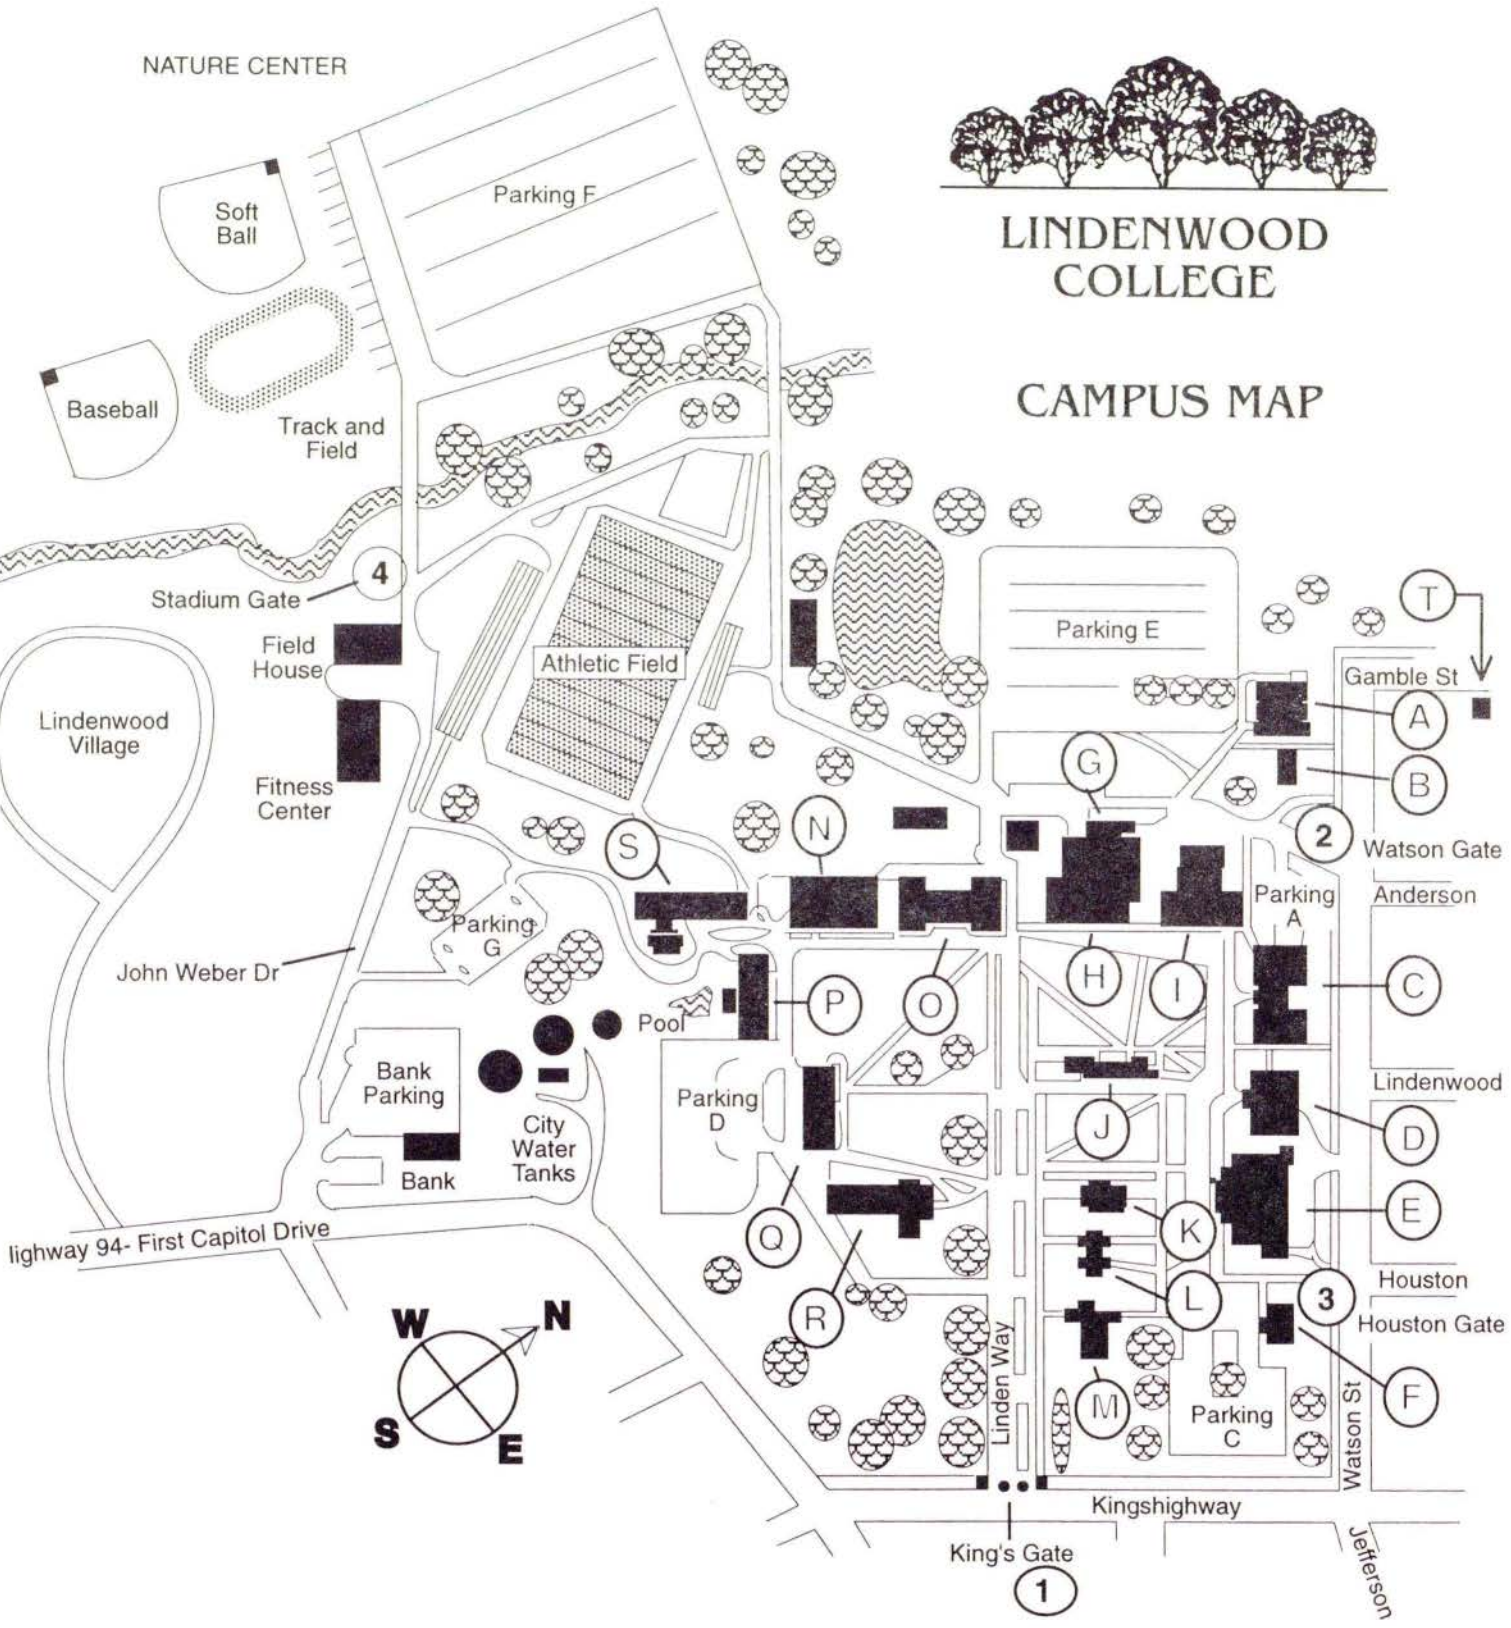 NATURE CENTER
LINDENWOOD
COLLEGE
CAMPUS MAP
Parking F
Soft
Ball
Baseball
Track and
Field
4
Stadium Gate
Field
House
Athletic Field
Parking E
T
Gamble St
A
B
G
Lindenwood
Village
Fitness
Center
S
N
2
Watson Gate
Anderson
Parking
A
Parking
G
John Weber Dr
H
I
C
P
O
Pool
Bank
Parking
Parking
D
Lindenwood
J
D
City
Water
Tanks
Bank
Q
K
E
lighway 94- First Capitol Drive
Houston
L
3
R
Houston Gate
W
N
S
E
Linden Way
M
F
Parking
C
Watson St
Kingshighway
King's Gate
1
Jefferson